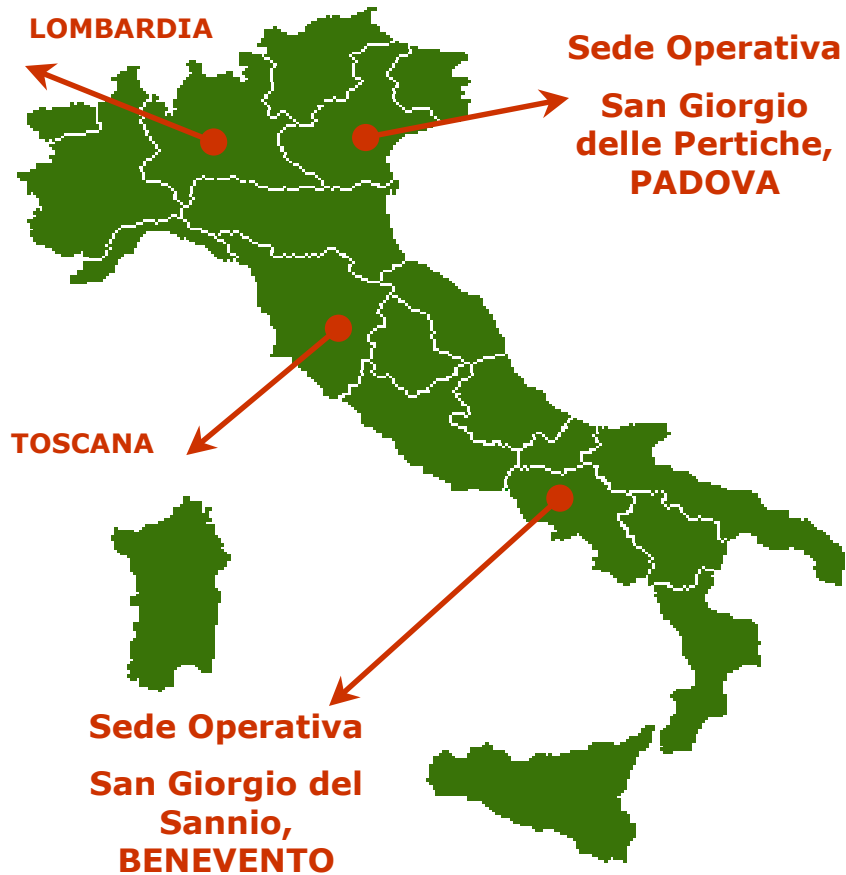 LOMBARDIA
Sede Operativa
San Giorgio
delle Pertiche,
PADOVA
TOSCANA
Sede Operativa
San Giorgio del
Sannio,
BENEVENTO